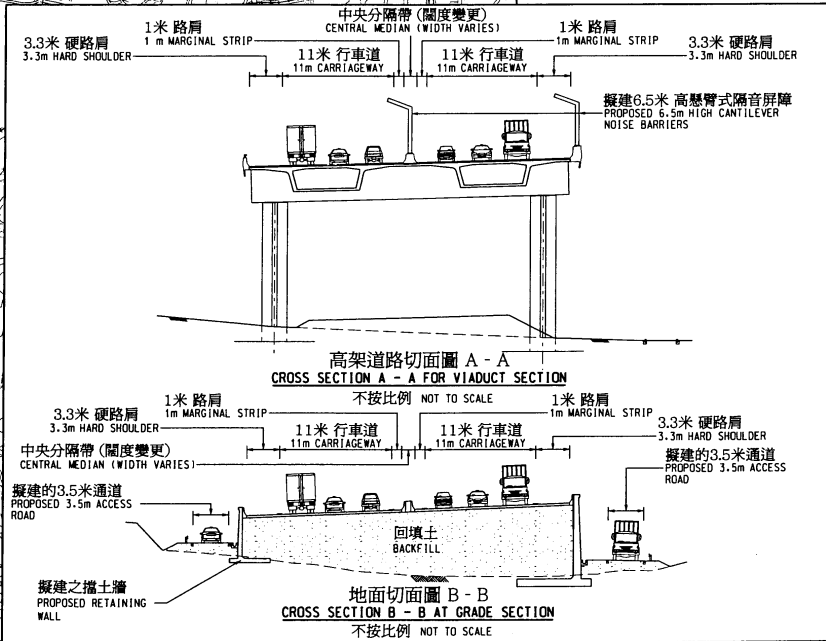 中央分隔帶 (闊度變更)
CENTRAL MEDIAN (WIDTH VARIES)
1米 路肩
1 m MARGINAL STRIP
1米 路肩
1m MARGINAL STRIP
3.3米 硬路肩
3.3m HARD SHOULDER
11米 行車道
11m CARRIAGEWAY
11米 行車道
11m CARRIAGEWAY
3.3米 硬路肩
3.3m HARD SHOULDER
擬建6.5米 高懸臂式隔音屏障
PROPOSED 6.5m HIGH CANTILEVER
NOISE BARRIERS
高架道路切面圖 A - A
CROSS SECTION A - A FOR VIADUCT SECTION
不按比例 NOT TO SCALE
1米 路肩
1m MARGINAL STRIP
1米 路肩
1m MARGINAL STRIP
3.3米 硬路肩
3.3m HARD SHOULDER
11米 行車道
11m CARRIAGEWAY
11米 行車道
11m CARRIAGEWAY
3.3米 硬路肩
3.3m HARD SHOULDER
中央分隔帶 (闊度變更)
CENTRAL MEDIAN (WIDTH VARIES)
擬建的3.5米通道
PROPOSED 3.5m ACCESS
ROAD
擬建的3.5米通道
PROPOSED 3.5m ACCESS
ROAD
回填土
BACKFILL
擬建之擋土牆
PROPOSED RETAINING
WALL
地面切面圖 B - B
CROSS SECTION B - B AT GRADE SECTION
不按比例 NOT TO SCALE